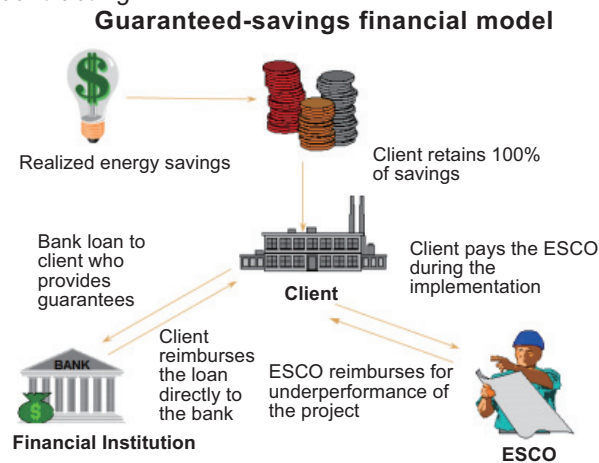 Guaranteed-savings financial model
Realized energy savings
Client retains 100%
of savings
Bank loan to
client who
provides
guarantees
Client
Client pays the ESCO
during the
implementation
BANK
$
Client
reimburses
the loan
directly to
the bank
ESCO reimburses for
underperformance of
the project
Financial Institution
ESCO